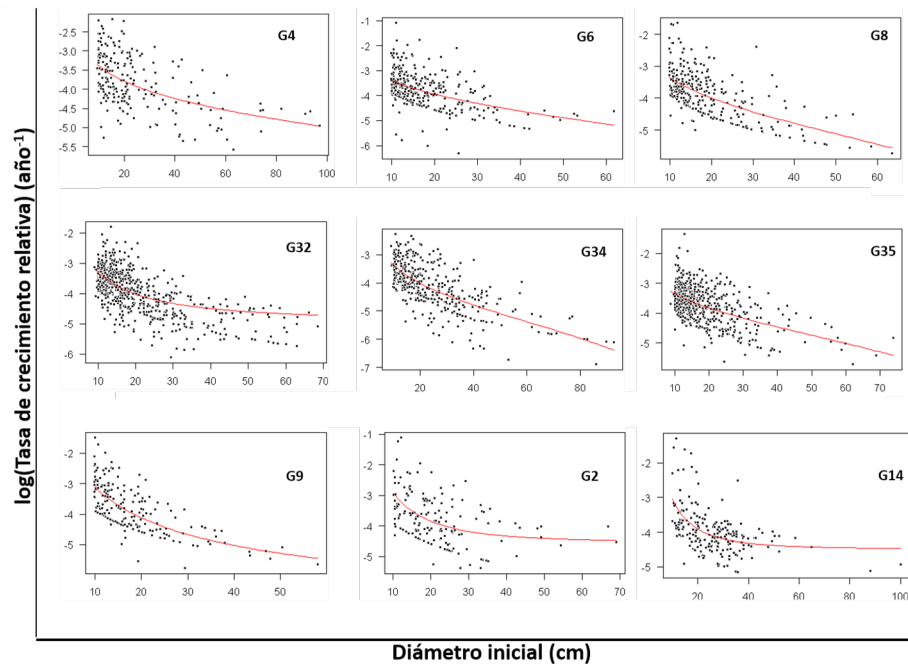 log(Tasa de crecimiento relativa) (año⁻¹)
G4
-2.5
-3.0
-3.5
-4.0
-4.5
-5.0
-5.5
20 40 60 80 100
G6
-1
-2
-3
-4
-5
-6
10 20 30 40 50 60
G8
-2
-3
-4
-5
10 20 30 40 50 60
G32
-2
-3
-4
-5
-6
10 20 30 40 50 60 70
G34
-2
-3
-4
-5
-6
-7
20 40 60 80
G35
-2
-3
-4
-5
10 20 30 40 50 60 70
G9
-2
-3
-4
-5
10 20 30 40 50
G2
-1
-2
-3
-4
-5
10 20 30 40 50 60 70
G14
-2
-3
-4
-5
20 40 60 80 100
Diámetro inicial (cm)